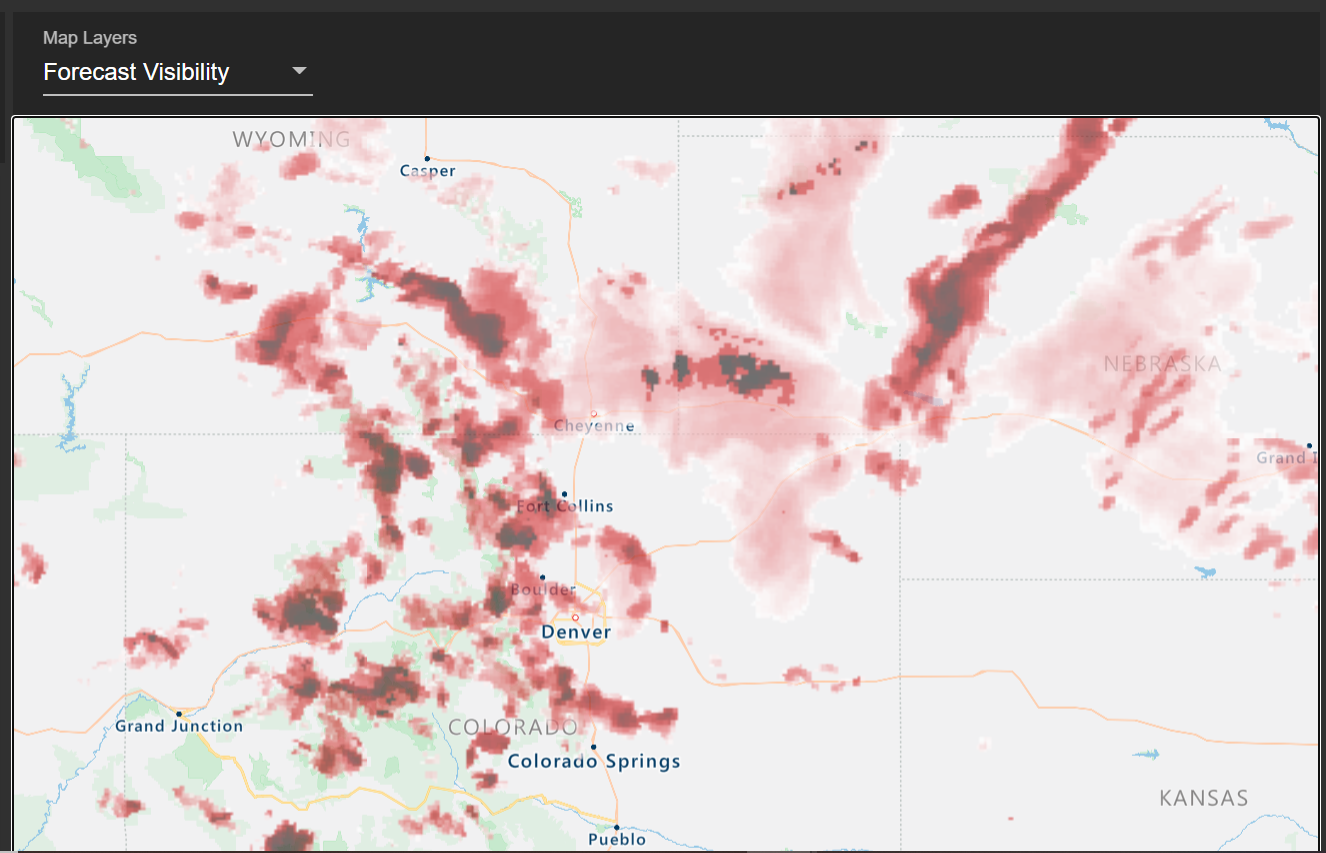 Map Layers
Forecast Visibility
WYOMING
Casper
NEBRASKA
Cheyenne
Grand I
Fort Collins
Boulder
Denver
Grand Junction
COLORADO
Colorado Springs
KANSAS
Pueblo